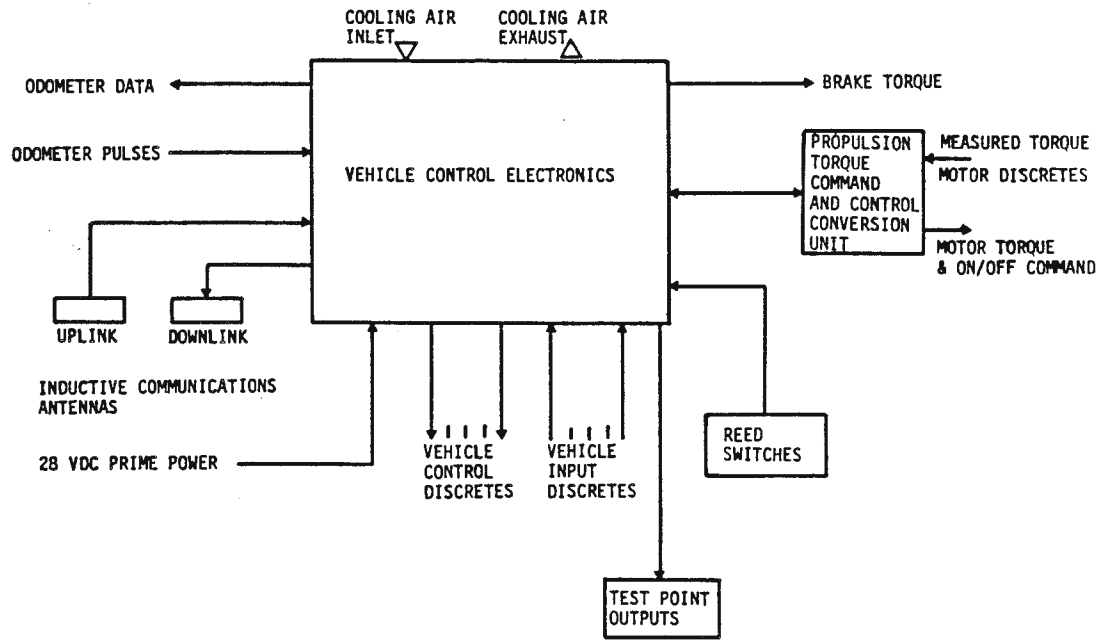 COOLING AIR
INLET
COOLING AIR
EXHAUST
ODOMETER DATA
BRAKE TORQUE
ODOMETER PULSES
VEHICLE CONTROL ELECTRONICS
PROPULSION
TORQUE
COMMAND
AND CONTROL
CONVERSION
UNIT
MEASURED TORQUE
MOTOR DISCRETES
MOTOR TORQUE
& ON/OFF COMMAND
UPLINK
DOWNLINK
INDUCTIVE COMMUNICATIONS
ANTENNAS
28 VDC PRIME POWER
VEHICLE
CONTROL
DISCRETES
VEHICLE
INPUT
DISCRETES
REED
SWITCHES
TEST POINT
OUTPUTS